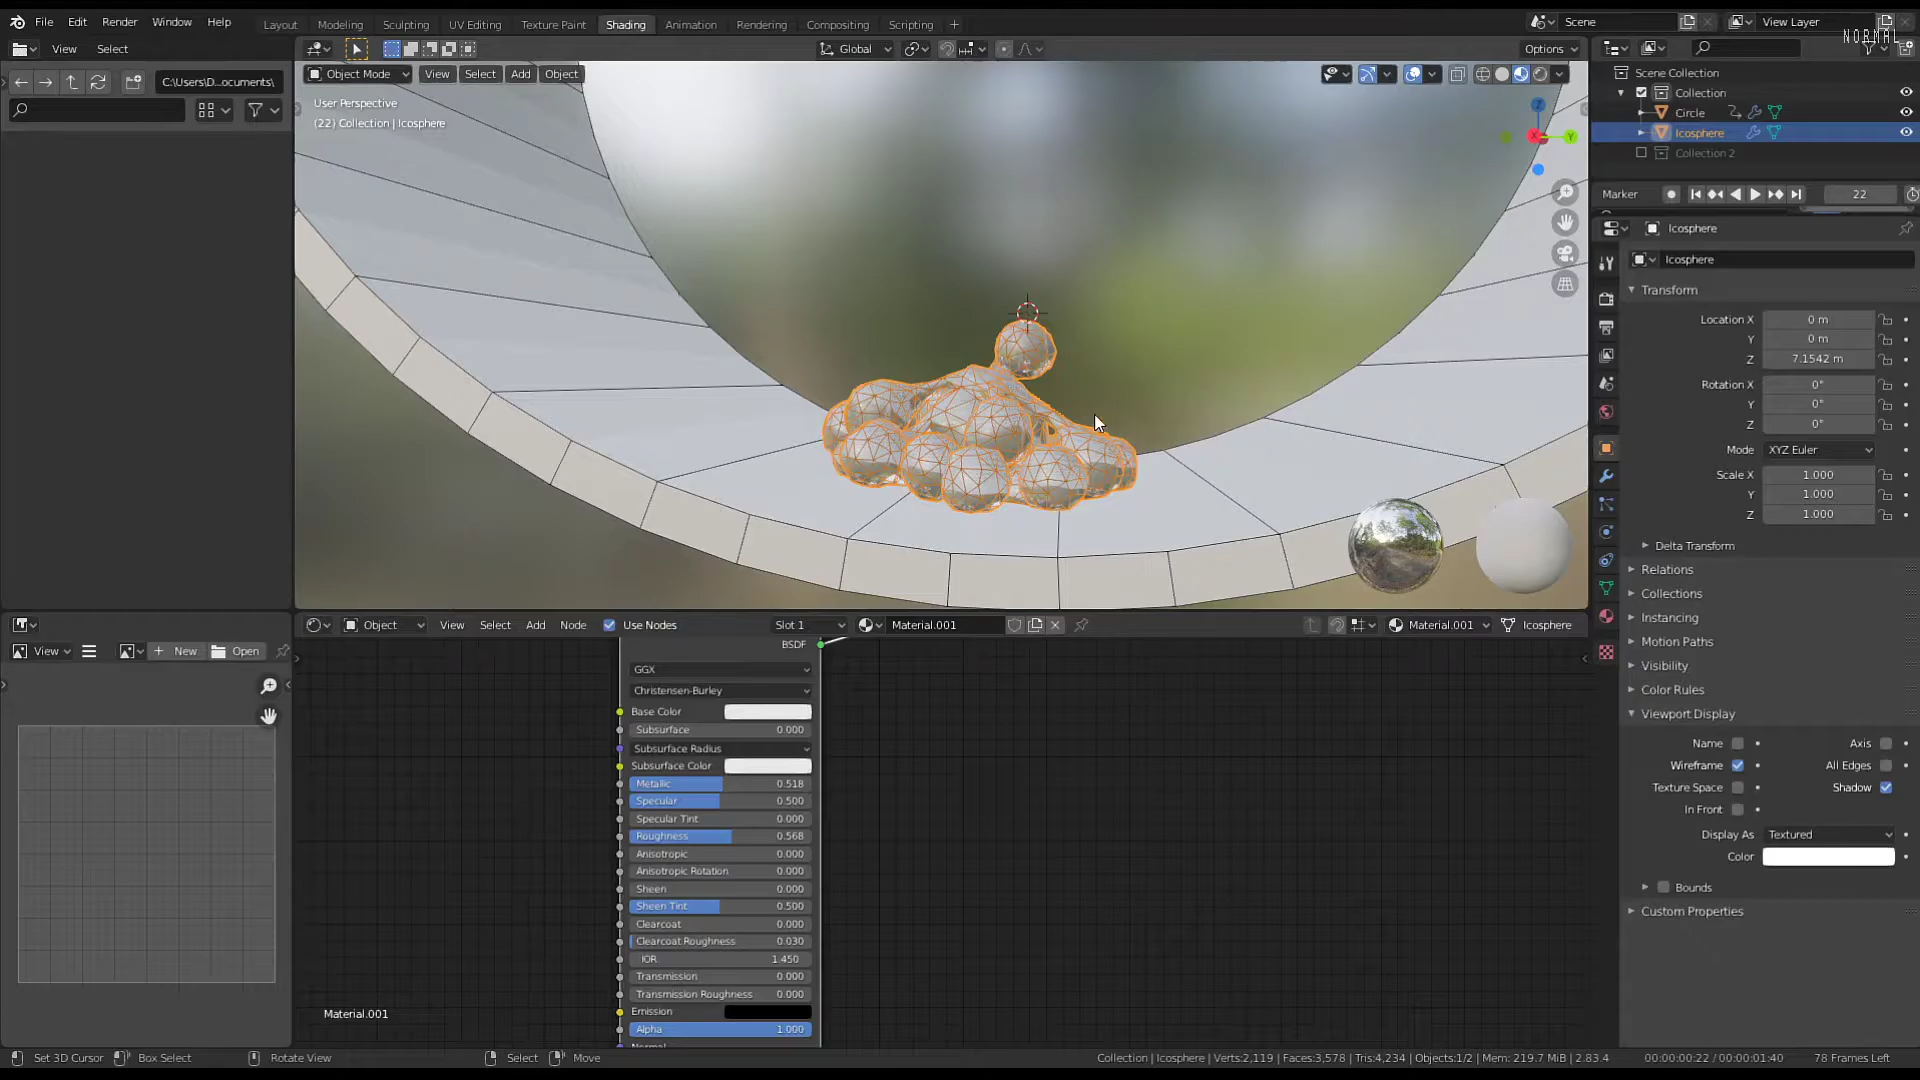 File Edit Render Window Help Layout Modeling Sculpting UV Editing Texture Paint Shading Animation Rendering Compositing Scripting + Scene View Layer
NORMAL
View Select Global Options
C:\Users\D...ocuments\ Object Mode View Select Add Object
User Perspective
(22) Collection | Icosphere
Z
X
Y
Scene Collection
Collection
Circle
Icosphere
Collection 2
Marker 22
Icosphere
Icosphere
Transform
Location X 0 m
Y 0 m
Z 7.1542 m
Rotation X 0°
Y 0°
Z 0°
Mode XYZ Euler
Scale X 1.000
Y 1.000
Z 1.000
Delta Transform
Relations
Collections
Instancing
Motion Paths
Visibility
Color Rules
Viewport Display
Name Axis
Wireframe All Edges
Texture Space Shadow
In Front
Display As Textured
Color
Bounds
Custom Properties
Object View Select Add Node Use Nodes Slot 1 Material.001 Material.001 Icosphere
View + New Open
BSDF
GGX
Christensen-Burley
Base Color
Subsurface 0.000
Subsurface Radius
Subsurface Color
Metallic 0.518
Specular 0.500
Specular Tint 0.000
Roughness 0.568
Anisotropic 0.000
Anisotropic Rotation 0.000
Sheen 0.000
Sheen Tint 0.500
Clearcoat 0.000
Clearcoat Roughness 0.030
IOR 1.450
Transmission 0.000
Transmission Roughness 0.000
Emission
Alpha 1.000
Normal
Material.001
Set 3D Cursor Box Select Rotate View Select Move Collection | Icosphere | Verts:2,119 | Faces:3,578 | Tris:4,234 | Objects:1/2 | Mem: 219.7 MiB | 2.83.4 00:00:00:22 / 00:00:01:40 78 Frames Left